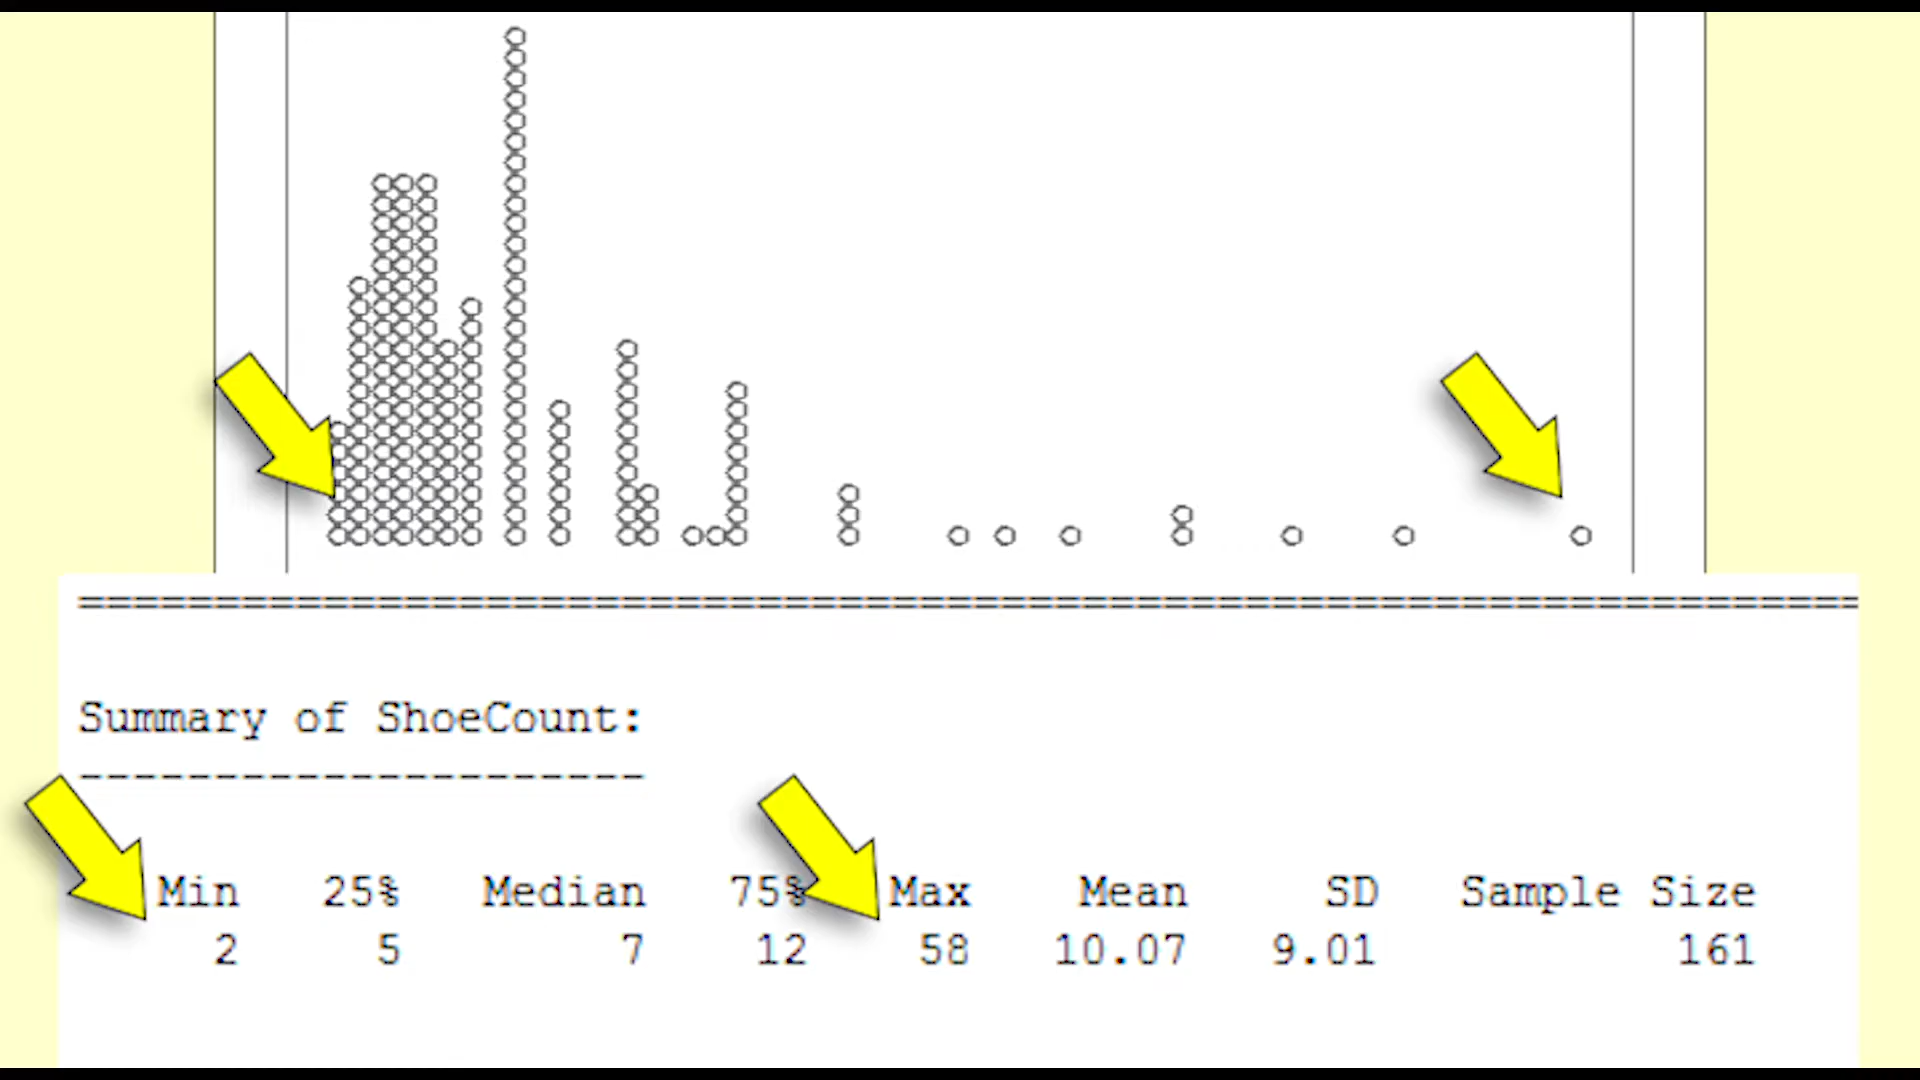 ================================================================================
Summary of ShoeCount:
---------------------
Min 25% Median 75% Max Mean SD Sample Size
2 5 7 12 58 10.07 9.01 161